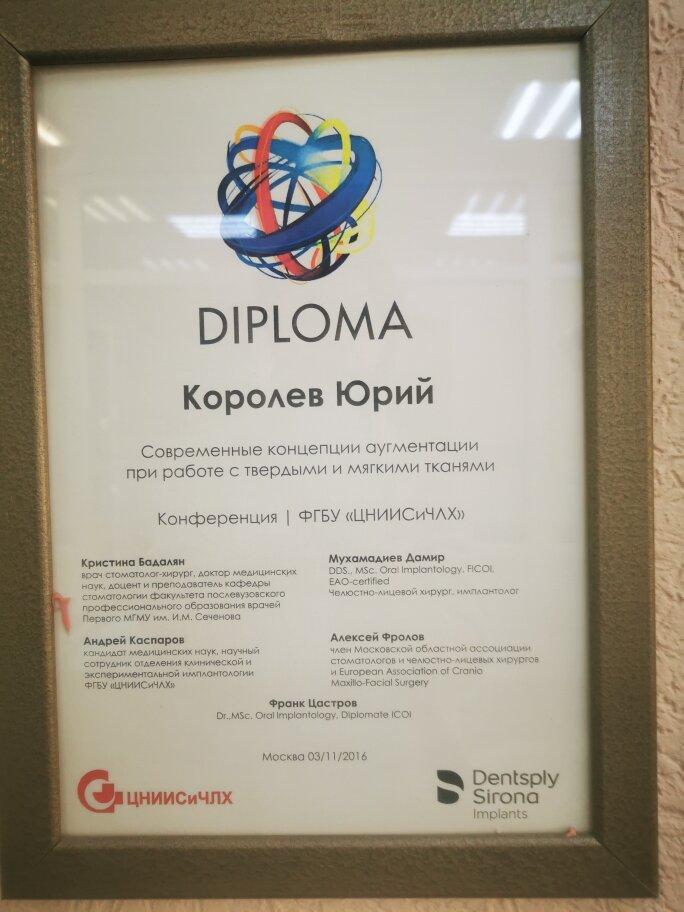 DIPLOMA
Королев Юрий
Современные концепции аугментации
при работе с твердыми и мягкими тканями
Конференция | ФГБУ «ЦНИИСиЧЛХ»
Кристина Бадалян
врач стоматолог-хирург, доктор медицинских
наук, доцент и преподаватель кафедры
стоматологии факультета послевузовского
профессионального образования врачей
Первого МГМУ им. И.М. Сеченова
Мухамадиев Дамир
DDS., MSc. Oral Implantology, FICOI,
EAO-certified
Челюстно-лицевой хирург, имплантолог
Андрей Каспаров
кандидат медицинских наук, научный
сотрудник отделения клинической и
экспериментальной имплантологии
ФГБУ «ЦНИИСиЧЛХ»
Алексей Фролов
член Московской областной ассоциации
стоматологов и челюстно-лицевых хирургов
и European Association of Cranio
Maxillo-Facial Surgery
Франк Цастров
Dr.,MSc. Oral Implantology, Diplomate ICOI
Москва 03/11/2016
ЦНИИСиЧЛХ
Dentsply
Sirona
Implants